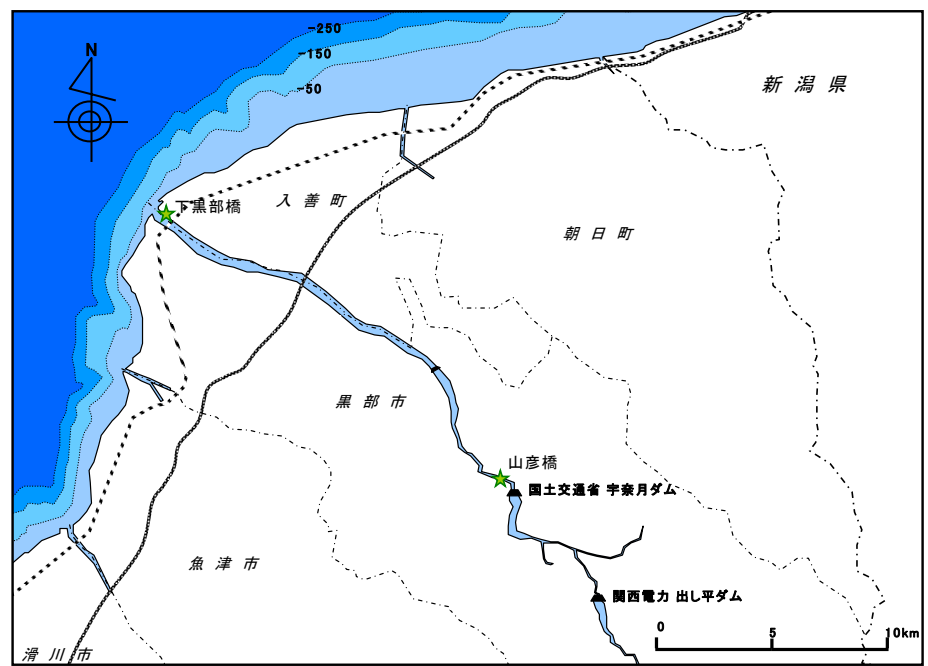 -250
-150
-50
N
新潟県
下黒部橋
入善町
朝日町
黒部市
山彦橋
国土交通省 宇奈月ダム
魚津市
関西電力 出し平ダム
0 5 10km
滑川市